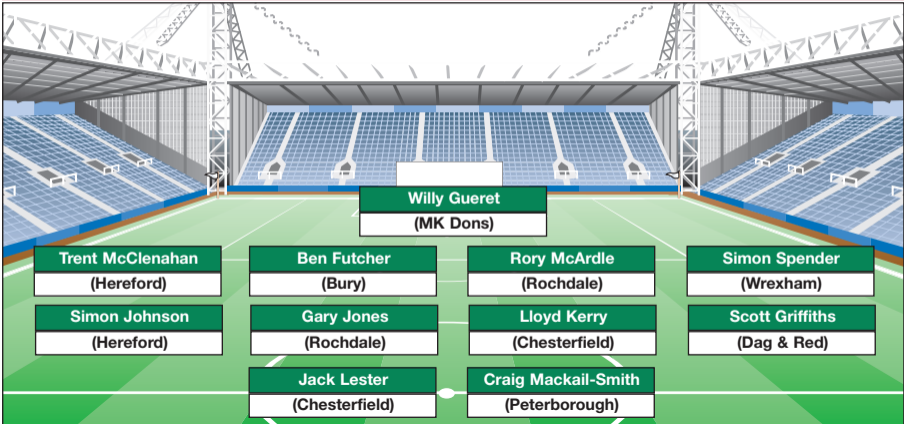 Willy Gueret
(MK Dons)
Trent McClenahan
(Hereford)
Ben Futcher
(Bury)
Rory McArdle
(Rochdale)
Simon Spender
(Wrexham)
Simon Johnson
(Hereford)
Gary Jones
(Rochdale)
Lloyd Kerry
(Chesterfield)
Scott Griffiths
(Dag & Red)
Jack Lester
(Chesterfield)
Craig Mackail-Smith
(Peterborough)